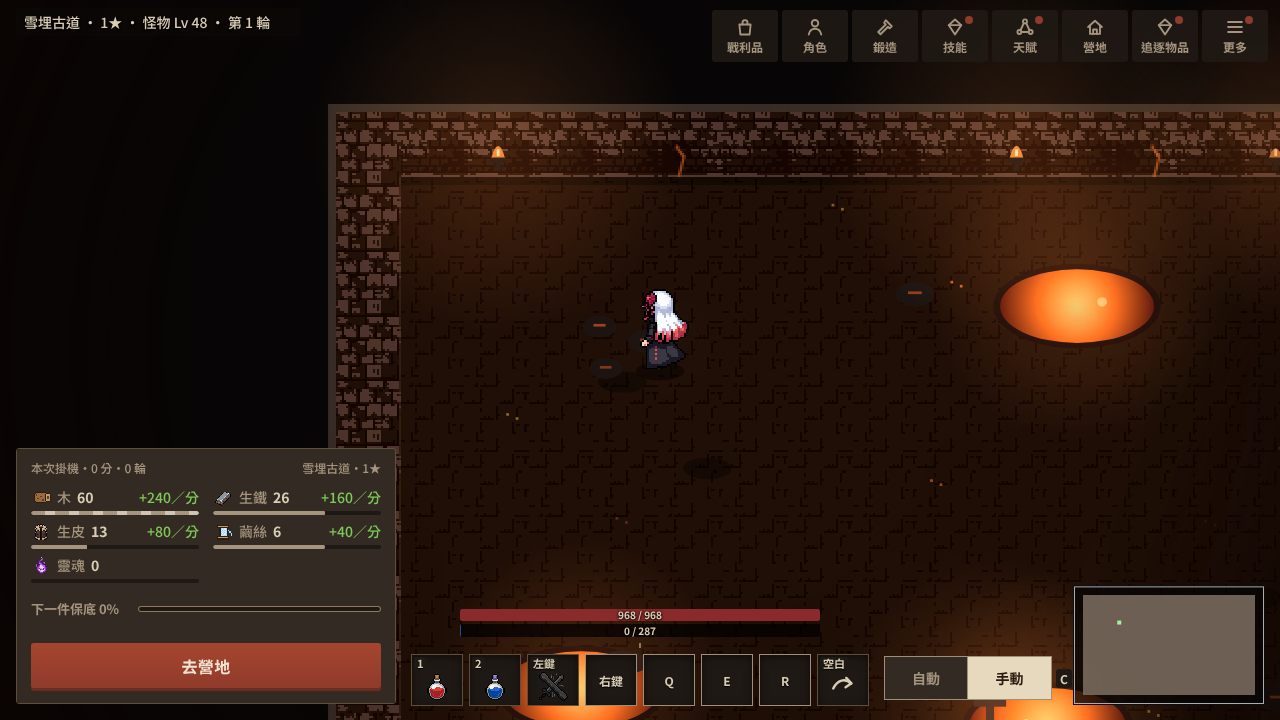 雪埋古道 · 1★ · 怪物 Lv 48 · 第 1 輪
戰利品
角色
鍛造
技能
天賦
營地
追逐物品
更多
本次掛機·0 分·0 輪
雪埋古道·1★
木 60 +240／分
生鐵 26 +160／分
生皮 13 +80／分
繭絲 6 +40／分
靈魂 0
下一件保底 0%
去營地
968 / 968
0 / 287
1
2
左鍵
右鍵
Q
E
R
空白
自動
手動
C